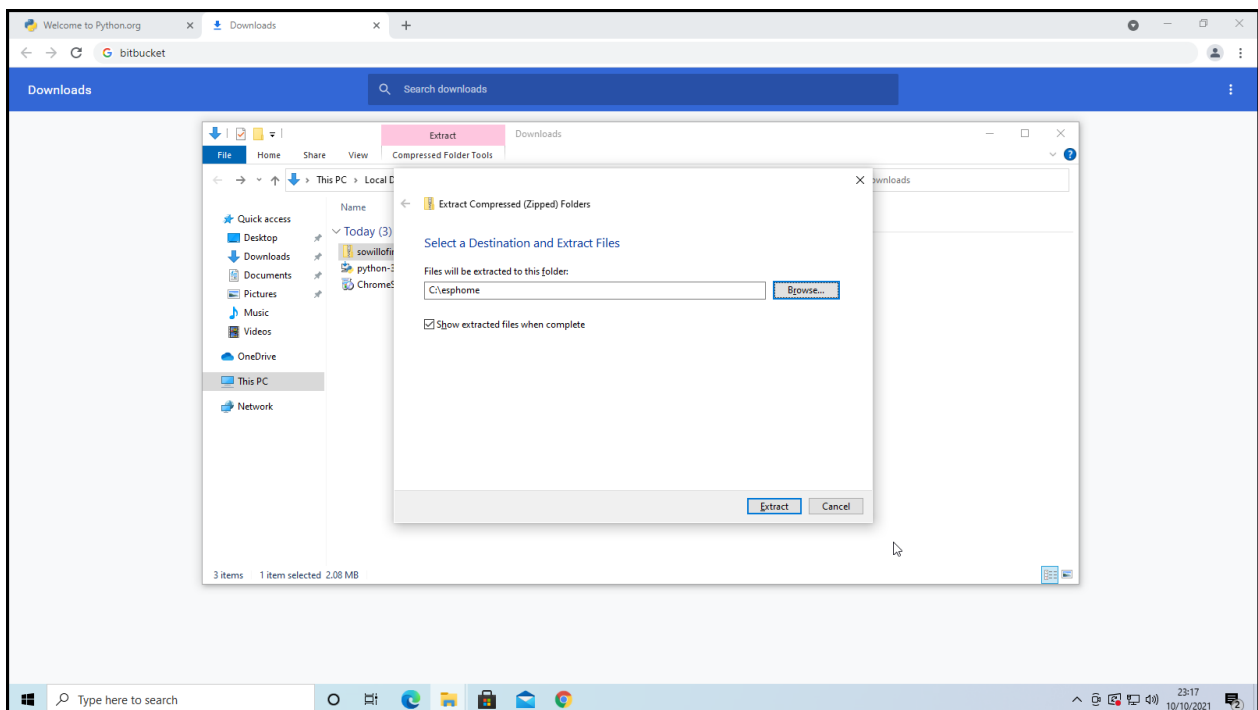 Welcome to Python.org
Downloads
bitbucket
Downloads
Search downloads
Extract
Downloads
File
Home
Share
View
Compressed Folder Tools
This PC
Local D
ownloads
Name
Extract Compressed (Zipped) Folders
Quick access
Desktop
Downloads
Documents
Pictures
Music
Videos
OneDrive
This PC
Network
Today (3)
sowillofir
python-3
ChromeS
Select a Destination and Extract Files
Files will be extracted to this folder:
C:\esphome
Browse...
Show extracted files when complete
Extract
Cancel
3 items
1 item selected 2.08 MB
Type here to search
23:17
10/10/2021
2